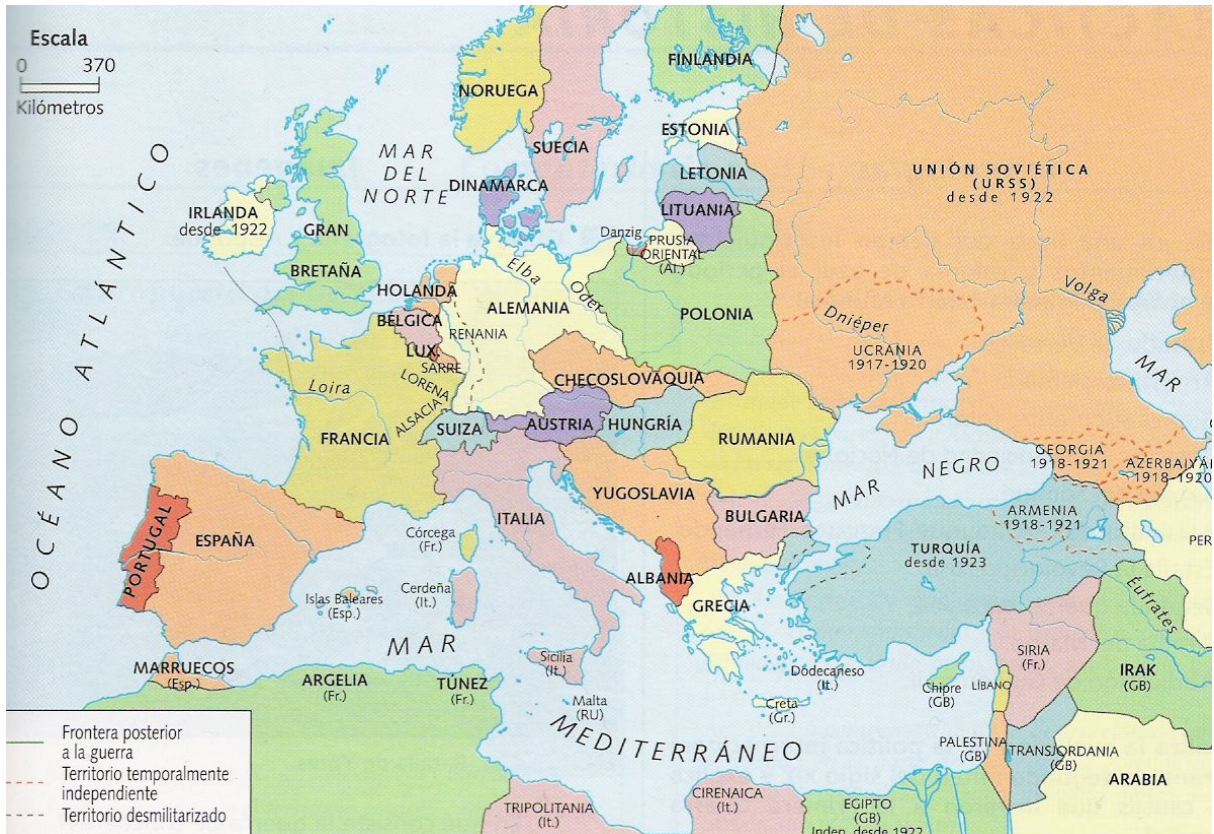 Escala
0 370
Kilómetros
OCÉANO ATLÁNTICO
MAR
DEL
NORTE
NORUEGA
SUECIA
FINLANDIA
ESTONIA
LETONIA
LITUANIA
DINAMARCA
IRLANDA
desde 1922
GRAN
BRETAÑA
Danzig
PRUSIA
ORIENTAL
(Al.)
UNIÓN SOVIÉTICA
(URSS)
desde 1922
HOLANDA
BELGICA
LUX.
SARRE
RENANIA
Elba
Oder
ALEMANIA
POLONIA
Dniéper
Volga
UCRANIA
1917-1920
MAR
Loira
LORENA
ALSACIA
FRANCIA
SUIZA
CHECOSLOVAQUIA
AUSTRIA
HUNGRÍA
RUMANIA
YUGOSLAVIA
BULGARIA
MAR NEGRO
GEORGIA
1918-1921
AZERBAIYÁ
1918-1920
ARMENIA
1918-1921
PER
PORTUGAL
ESPAÑA
Islas Baleares
(Esp.)
Córcega
(Fr.)
Cerdeña
(It.)
ITALIA
ALBANIA
GRECIA
TURQUÍA
desde 1923
Éufrates
MAR
MEDITERRÁNEO
MARRUECOS
(Esp.)
ARGELIA
(Fr.)
TÚNEZ
(Fr.)
Sicilia
(It.)
Malta
(RU)
Creta
(Gr.)
Dodecaneso
(It.)
Chipre
(GB)
LÍBANO
SIRIA
(Fr.)
IRAK
(GB)
PALESTINA
(GB)
TRANSJORDANIA
(GB)
ARABIA
TRIPOLITANIA
(It.)
CIRENAICA
(It.)
EGIPTO
(GB)
Inden. desde 1922
Frontera posterior
a la guerra
Territorio temporalmente
independiente
Territorio desmilitarizado